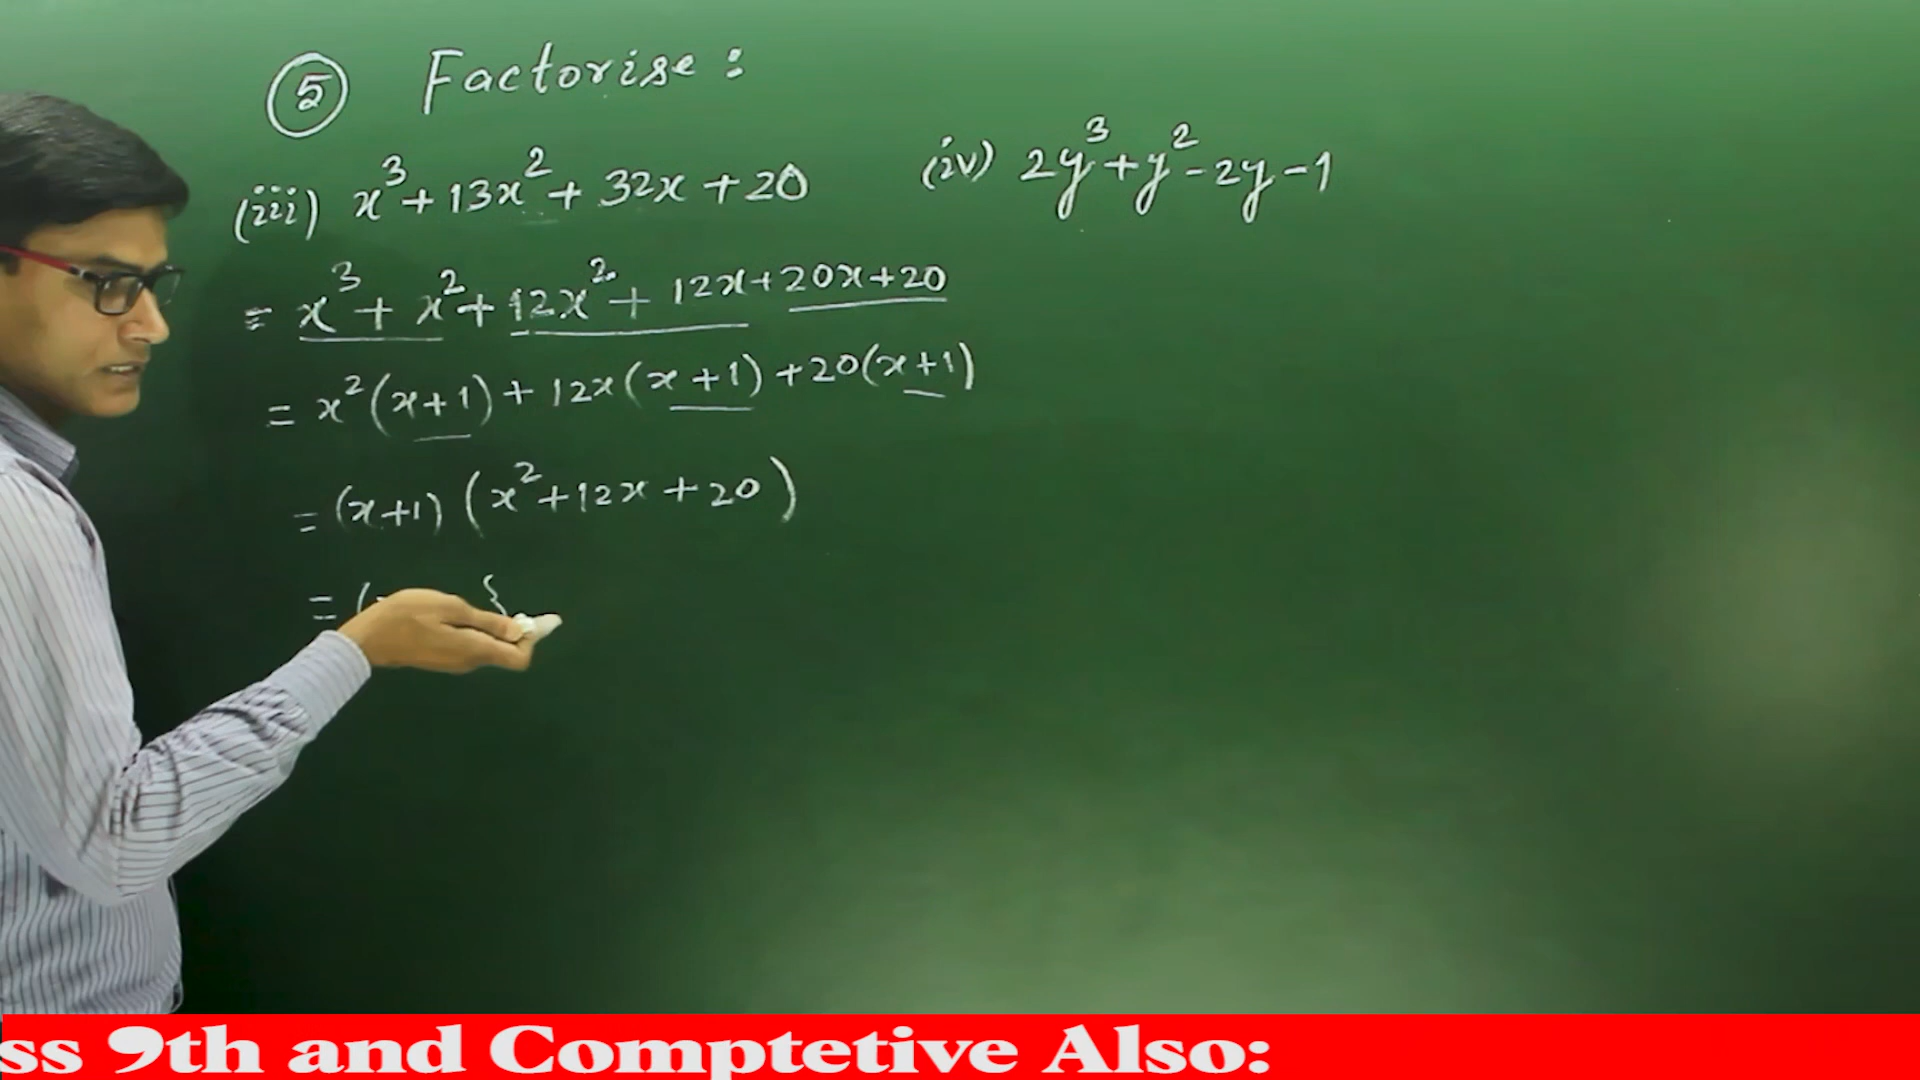 5 Factorise :
(iii) x³ + 13x² + 32x + 20
= x³ + x² + 12x² + 12x + 20x + 20
= x² (x+1) + 12x (x+1) + 20 (x+1)
= (x+1) (x² + 12x + 20)
= ( {
(iv) 2y³ + y² - 2y - 1
ss 9th and Comptetive Also: